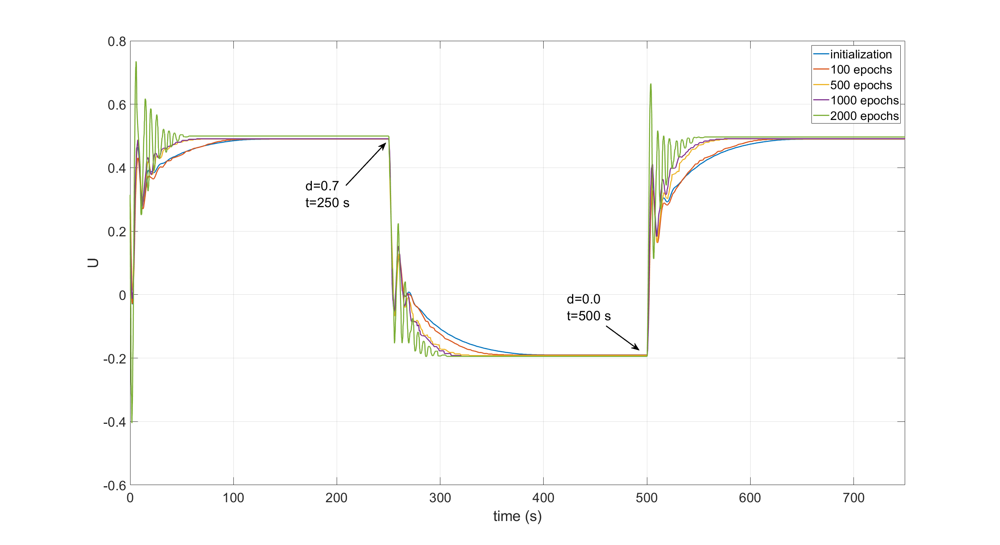 0.8
0.6
0.4
0.2
0
-0.2
-0.4
-0.6
U
initialization
100 epochs
500 epochs
1000 epochs
2000 epochs
d=0.7
t=250 s
d=0.0
t=500 s
0 100 200 300 400 500 600 700
time (s)